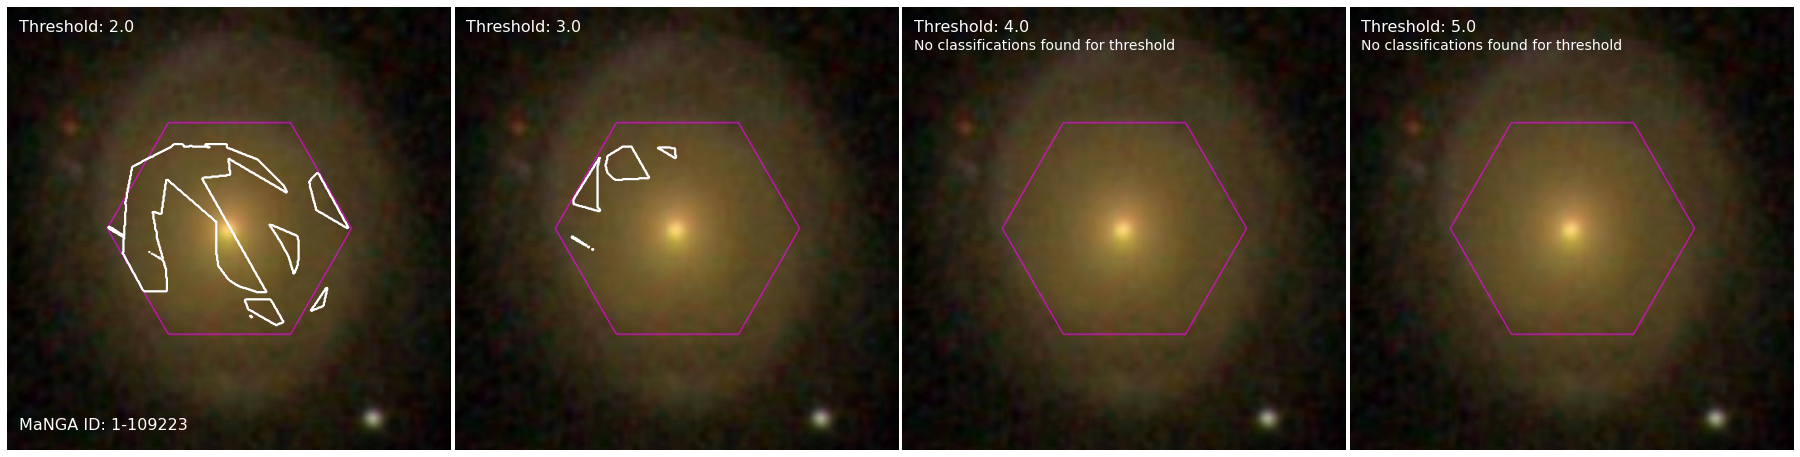 Threshold: 2.0
MaNGA ID: 1-109223
Threshold: 3.0
Threshold: 4.0
No classifications found for threshold
Threshold: 5.0
No classifications found for threshold